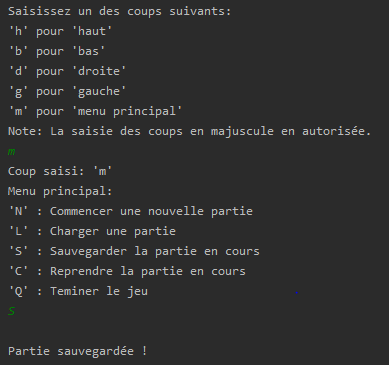 Saisissez un des coups suivants:
'h' pour 'haut'
'b' pour 'bas'
'd' pour 'droite'
'g' pour 'gauche'
'm' pour 'menu principal'
Note: La saisie des coups en majuscule en autorisée.
m
Coup saisi: 'm'
Menu principal:
'N' : Commencer une nouvelle partie
'L' : Charger une partie
'S' : Sauvegarder la partie en cours
'C' : Reprendre la partie en cours
'Q' : Teminer le jeu
S
Partie sauvegardée !